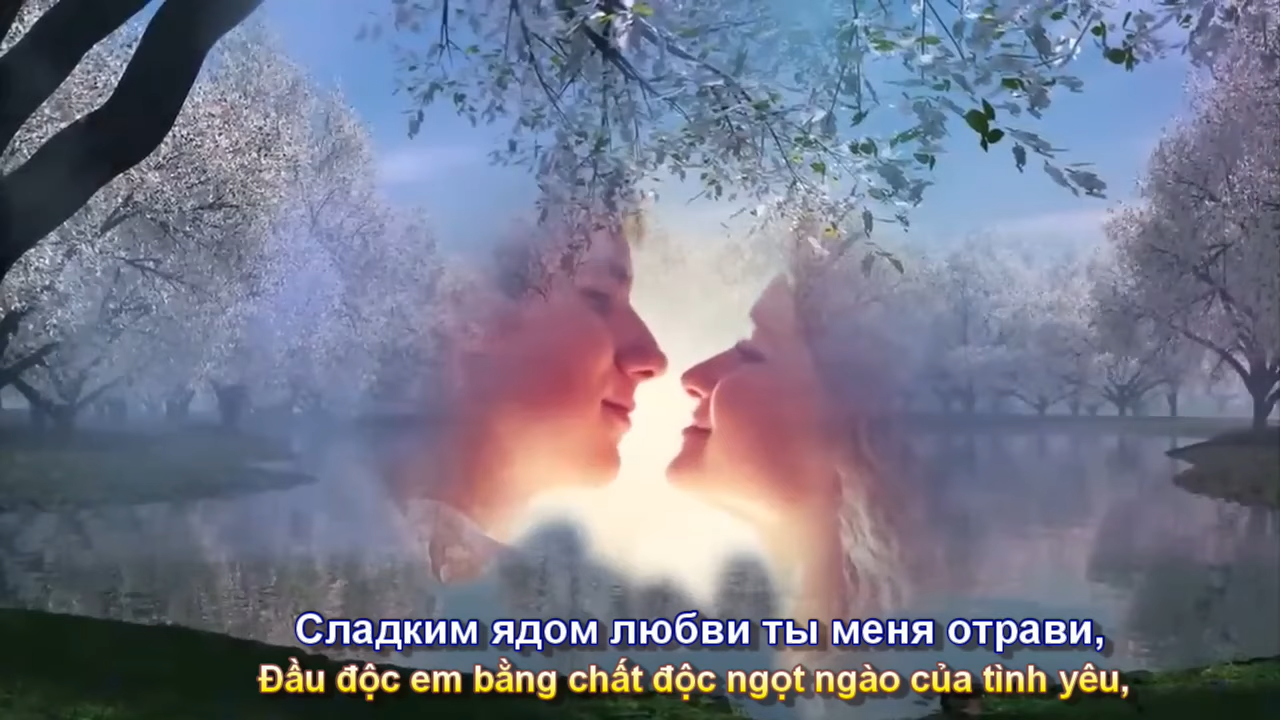 Сладким ядом любви ты меня отрави,
Đầu độc em bằng chất độc ngọt ngào của tình yêu,